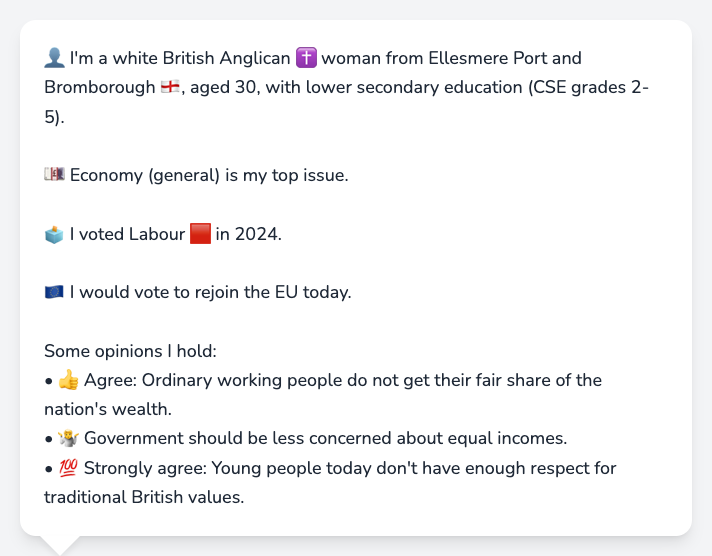 👤 I'm a white British Anglican ✝️ woman from Ellesmere Port and
Bromborough 🏴󠁧󠁢󠁥󠁮󠁧󠁿, aged 30, with lower secondary education (CSE grades 2-
5).
💷 Economy (general) is my top issue.
🗳️ I voted Labour 🟥 in 2024.
🇪🇺 I would vote to rejoin the EU today.
Some opinions I hold:
• 👍 Agree: Ordinary working people do not get their fair share of the
nation's wealth.
• 🤷 Government should be less concerned about equal incomes.
• 💯 Strongly agree: Young people today don't have enough respect for
traditional British values.